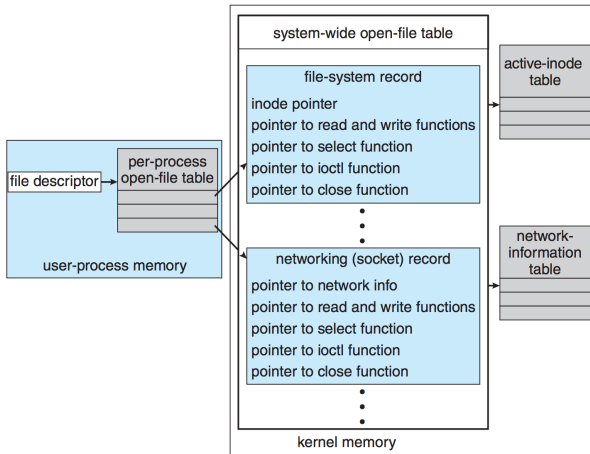 system-wide open-file table
file-system record
inode pointer
pointer to read and write functions
pointer to select function
pointer to ioctl function
pointer to close function
active-inode
table
per-process
open-file table
file descriptor
user-process memory
networking (socket) record
pointer to network info
pointer to read and write functions
pointer to select function
pointer to ioctl function
pointer to close function
network-
information
table
kernel memory